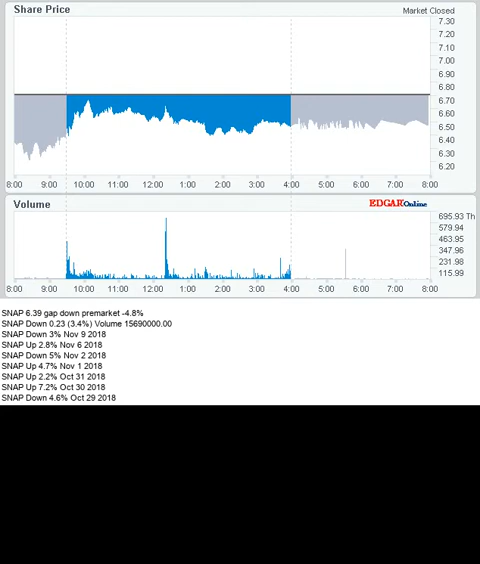 Share Price
Market Closed
7.30
7.20
7.10
7.00
6.90
6.80
6.70
6.60
6.50
6.40
6.30
6.20
8:00 9:00 10:00 11:00 12:00 1:00 2:00 3:00 4:00 5:00 6:00 7:00 8:00
Volume
EDGAROnline
695.93 Th
579.94
463.95
347.96
231.98
115.99
8:00 9:00 10:00 11:00 12:00 1:00 2:00 3:00 4:00 5:00 6:00 7:00 8:00
SNAP 6.39 gap down premarket -4.8%
SNAP Down 0.23 (3.4%) Volume 15690000.00
SNAP Down 3% Nov 9 2018
SNAP Up 2.8% Nov 6 2018
SNAP Down 5% Nov 2 2018
SNAP Up 4.7% Nov 1 2018
SNAP Up 2.2% Oct 31 2018
SNAP Up 7.2% Oct 30 2018
SNAP Down 4.6% Oct 29 2018